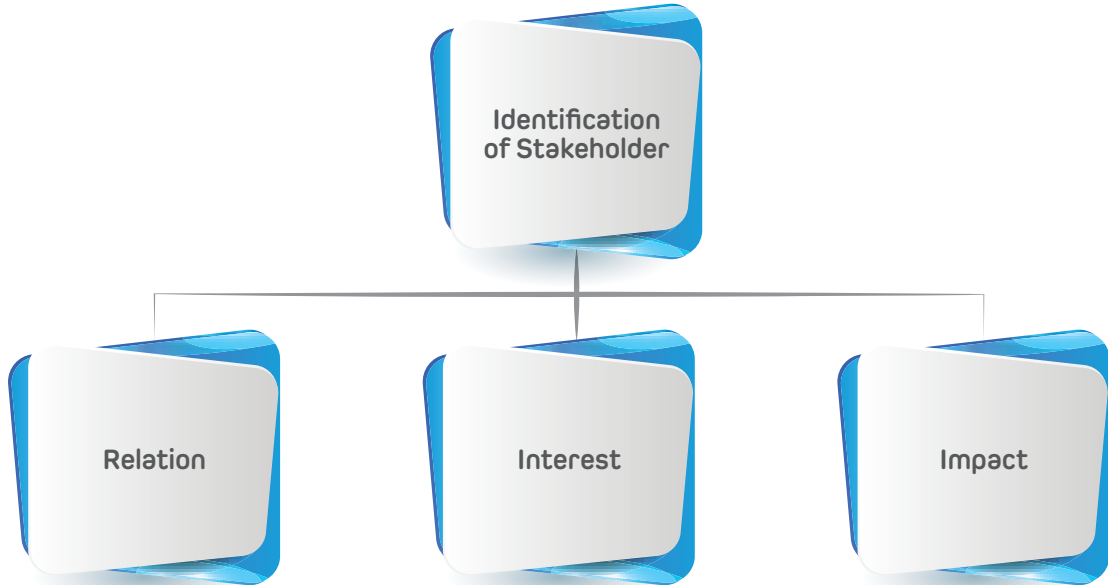 Identification
of Stakeholder
Relation
Interest
Impact